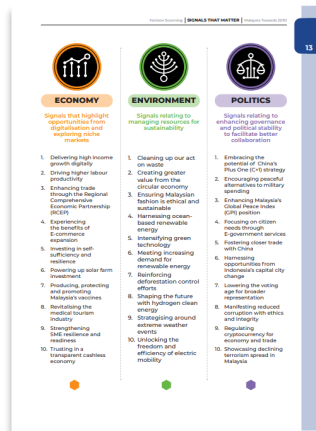 Horizon Scanning | SIGNALS THAT MATTER | Malaysia Towards 2030
13
ECONOMY
Signals that highlight
opportunities from
digitalisation and
exploring niche
markets
1. Delivering high income
growth digitally
2. Driving higher labour
productivity
3. Enhancing trade
through the Regional
Comprehensive
Economic Partnership
(RCEP)
4. Experiencing
the benefits of
E-commerce
expansion
5. Investing in self-
sufficiency and
resilience
6. Powering up solar farm
investment
7. Producing, protecting
and promoting
Malaysia's vaccines
8. Revitalising the
medical tourism
industry
9. Strengthening
SME resilience and
readiness
10. Trusting in a
transparent cashless
economy
ENVIRONMENT
Signals relating to
managing resources for
sustainability
1. Cleaning up our act
on waste
2. Creating greater
value from the
circular economy
3. Ensuring Malaysian
fashion is ethical and
sustainable
4. Harnessing ocean-
based renewable
energy
5. Intensifying green
technology
6. Meeting increasing
demand for
renewable energy
7. Reinforcing
deforestation control
efforts
8. Shaping the future
with hydrogen clean
energy
9. Strategising around
extreme weather
events
10. Unlocking the
freedom and
efficiency of electric
mobility
POLITICS
Signals relating to
enhancing governance
and political stability
to facilitate better
collaboration
1. Embracing the
potential of China's
Plus One (C+1) strategy
2. Encouraging peaceful
alternatives to military
spending
3. Enhancing Malaysia's
Global Peace Index
(GPI) position
4. Focusing on citizen
needs through
E-government services
5. Fostering closer trade
with China
6. Harnessing
opportunities from
Indonesia's capital city
change
7. Lowering the voting
age for broader
representation
8. Manifesting reduced
corruption with ethics
and integrity
9. Regulating
cryptocurrency for
economy and trade
10. Showcasing declining
terrorism spread in
Malaysia